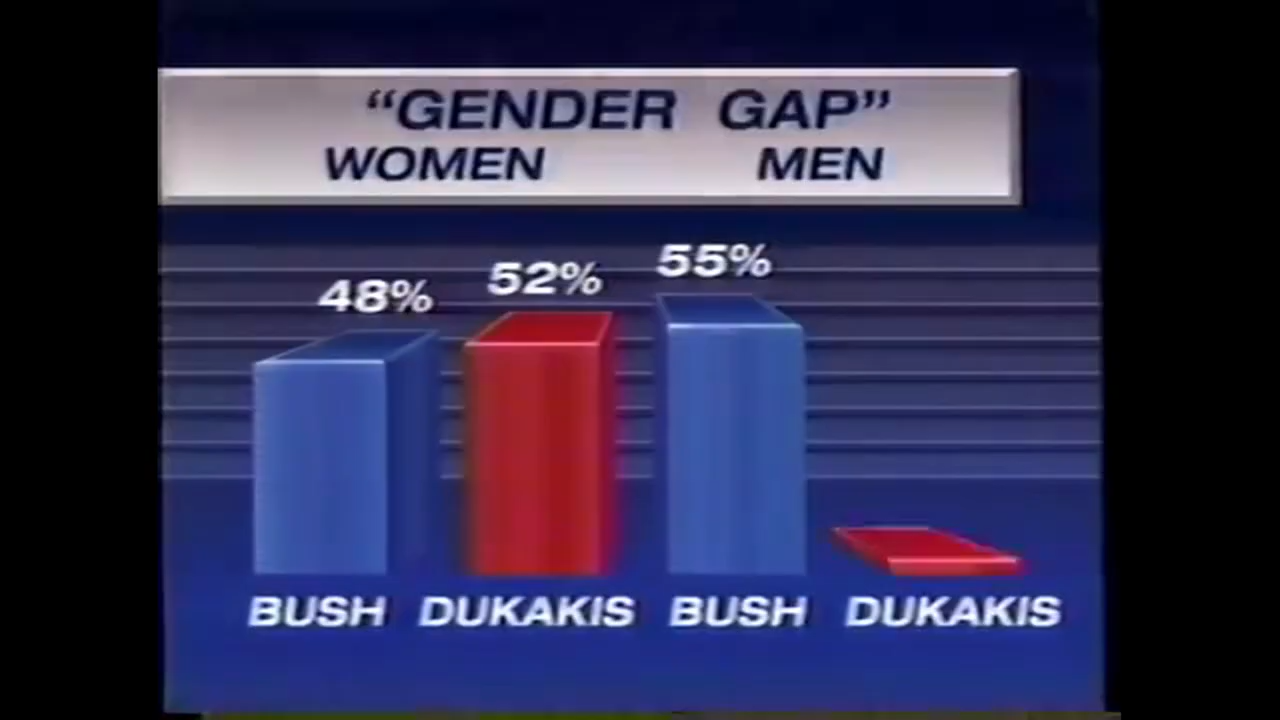 “GENDER GAP”
WOMEN MEN
48% 52% 55%
BUSH DUKAKIS BUSH DUKAKIS